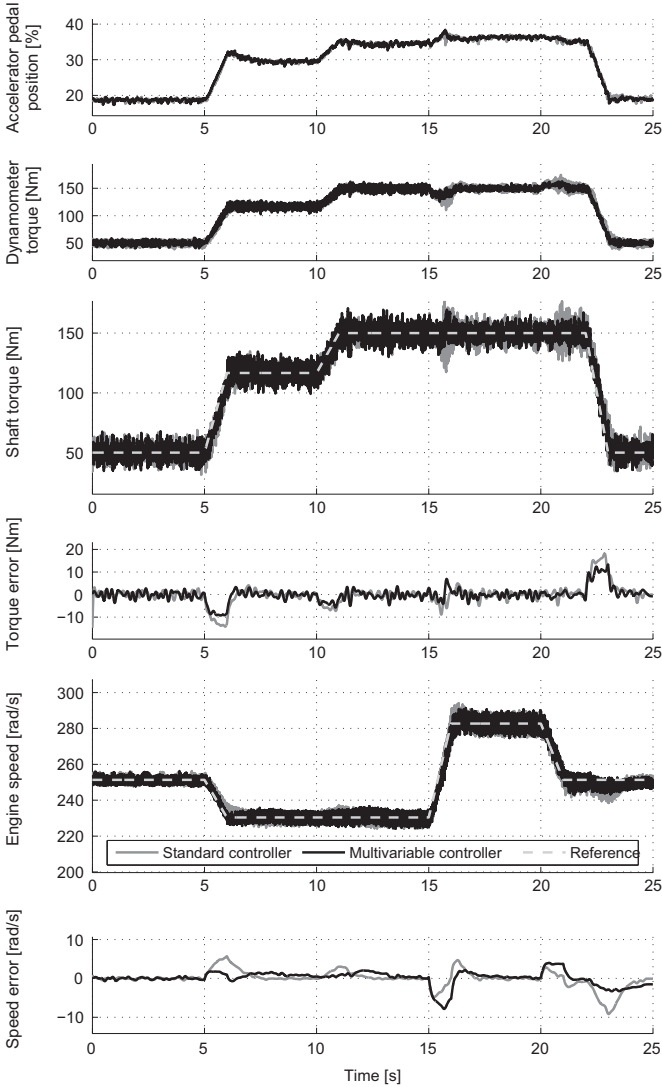 Accelerator pedal
position [%]
40
30
20
0 5 10 15 20 25
Dynamometer
torque [Nm]
150
100
50
0 5 10 15 20 25
Shaft torque [Nm]
150
100
50
0 5 10 15 20 25
Torque error [Nm]
20
10
0
−10
0 5 10 15 20 25
Engine speed [rad/s]
300
280
260
240
220
200
Standard controller Multivariable controller Reference
0 5 10 15 20 25
Speed error [rad/s]
10
0
−10
0 5 10 15 20 25
Time [s]